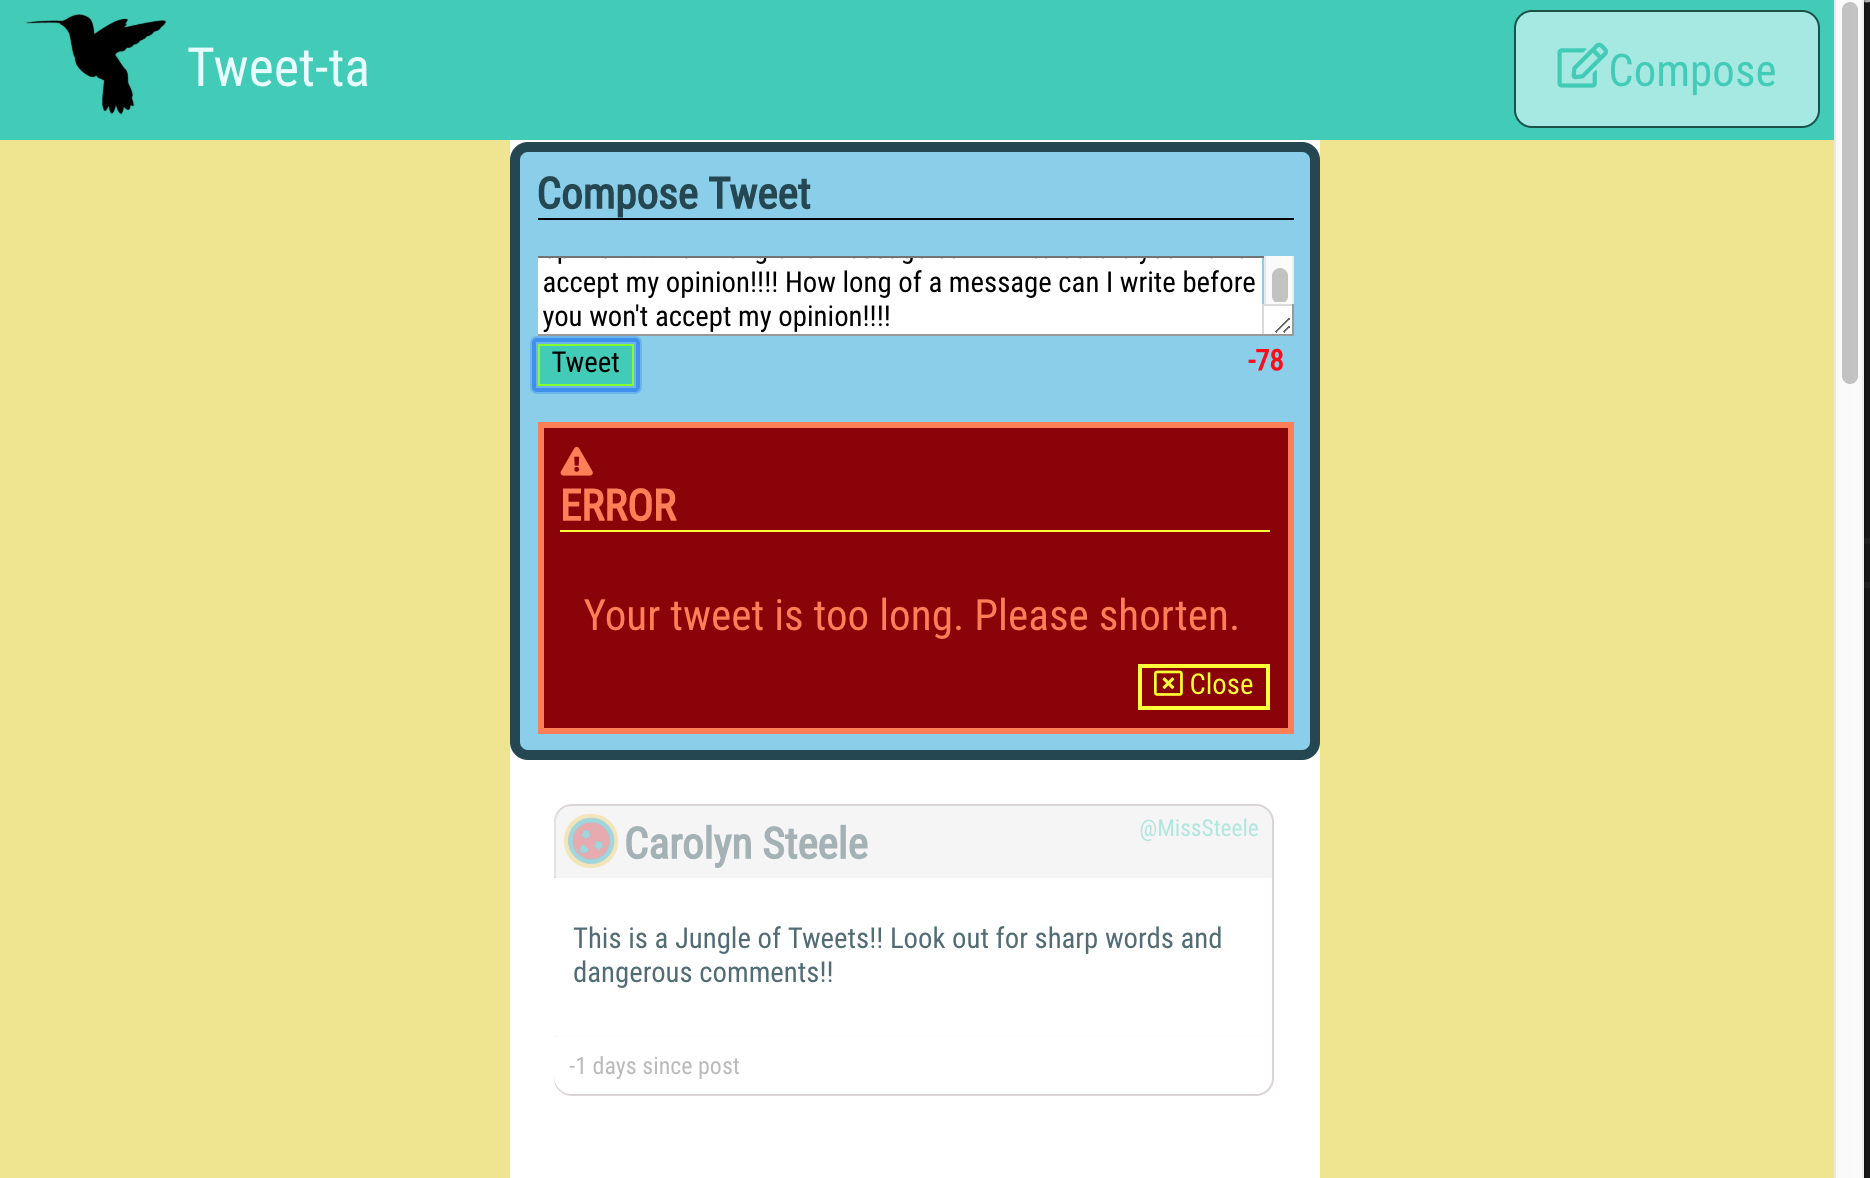 Tweet-ta
Compose
Compose Tweet
accept my opinion!!!! How long of a message can I write before
you won't accept my opinion!!!!
Tweet
-78
ERROR
Your tweet is too long. Please shorten.
Close
Carolyn Steele
@MissSteele
This is a Jungle of Tweets!! Look out for sharp words and
dangerous comments!!
-1 days since post